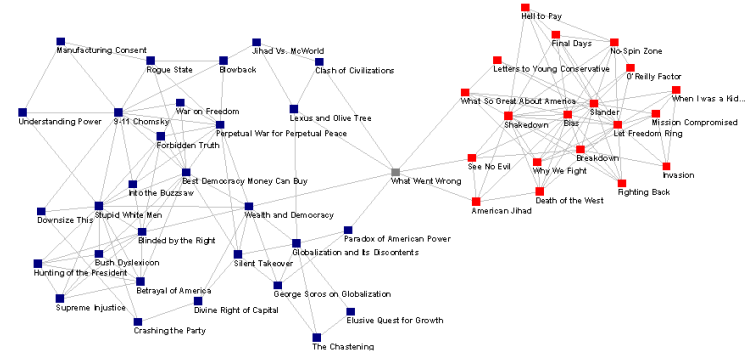 Hell to Pay
Final Days
No-Spin Zone
Manufacturing Consent
Jihad Vs. McWorld
Rogue State
Blowback
Clash of Civilizations
Letters to Young Conservative
O'Reilly Factor
What So Great About America
When I was a Kid...
War on Freedom
Lexus and Olive Tree
Slander
Understanding Power
9-11 Chomsky
Perpetual War for Perpetual Peace
Shakedown
Bias
Mission Compromised
Let Freedom Ring
Forbidden Truth
Breakdown
See No Evil
Why We Fight
Invasion
Best Democracy Money Can Buy
What Went Wrong
Into the Buzzsaw
Fighting Back
Death of the West
American Jihad
Downsize This
Stupid White Men
Wealth and Democracy
Blinded by the Right
Paradox of American Power
Globalization and Its Discontents
Bush Dyslexicon
Silent Takeover
Hunting of the President
Betrayal of America
George Soros on Globalization
Supreme Injustice
Divine Right of Capital
Elusive Quest for Growth
Crashing the Party
The Chastening